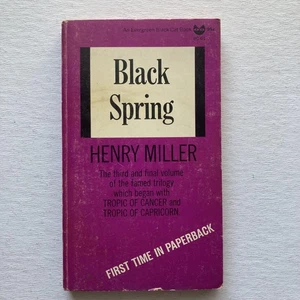 Black
Spring
HENRY MILLER
The third and final volume
of the famed trilogy
which began with
TROPIC OF CANCER and
TROPIC OF CAPRICORN
FIRST TIME IN PAPERBACK